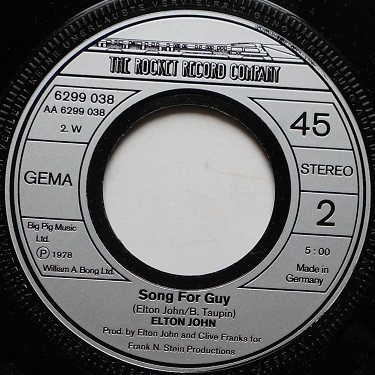 THE ROCKET RECORD COMPANY
6299 038
AA 6299 038
2. W
GEMA
Big Pig Music
Ltd.
Ⓟ 1978
William A. Bong Ltd.
45
STEREO
2
5:00
Made in
Germany
Song For Guy
(Elton John/B. Taupin)
ELTON JOHN
Prod. by Elton John and Clive Franks for
Frank N. Stein Productions